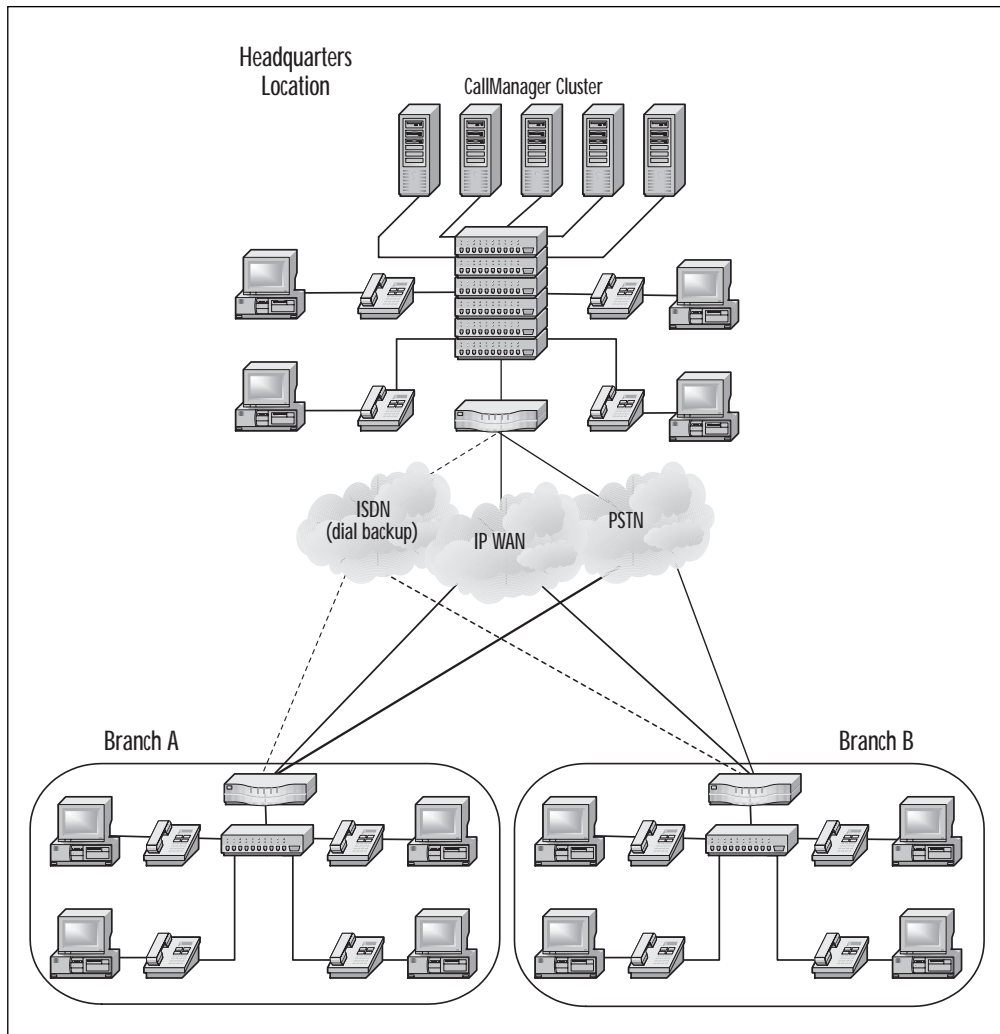 Headquarters
Location
CallManager Cluster
ISDN
(dial backup)
IP WAN
PSTN
Branch A
Branch B